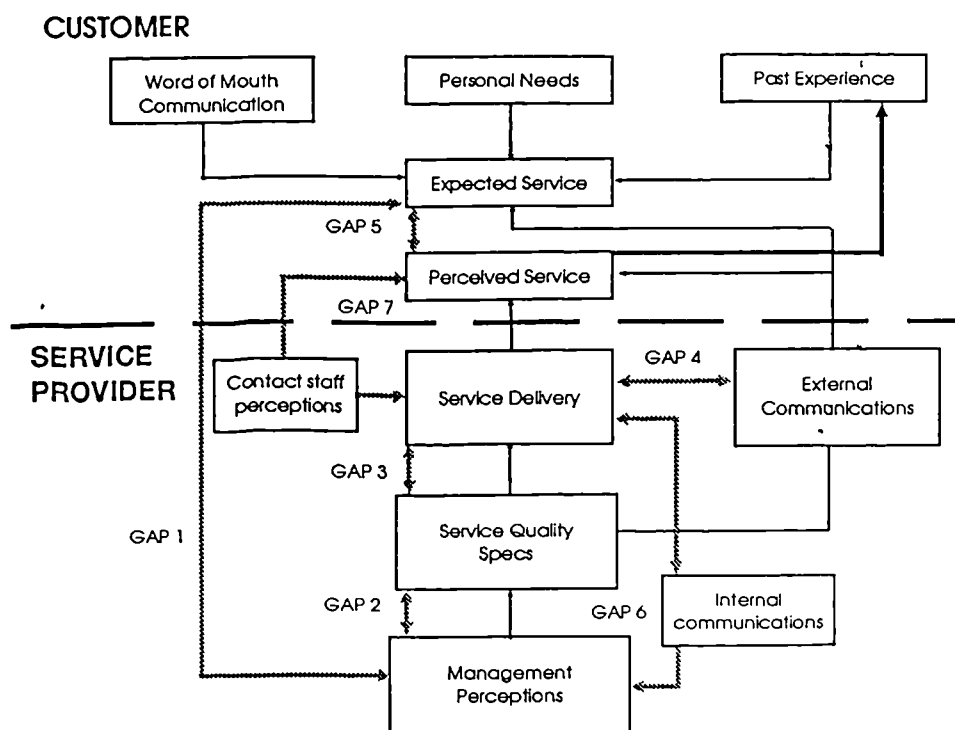 CUSTOMER
Word of Mouth
Communication
Personal Needs
Past Experience
Expected Service
GAP 5
Perceived Service
GAP 7
SERVICE
PROVIDER
Contact staff
perceptions
Service Delivery
GAP 4
External
Communications
GAP 3
GAP 1
Service Quality
Specs
GAP 2
GAP 6
Internal
communications
Management
Perceptions